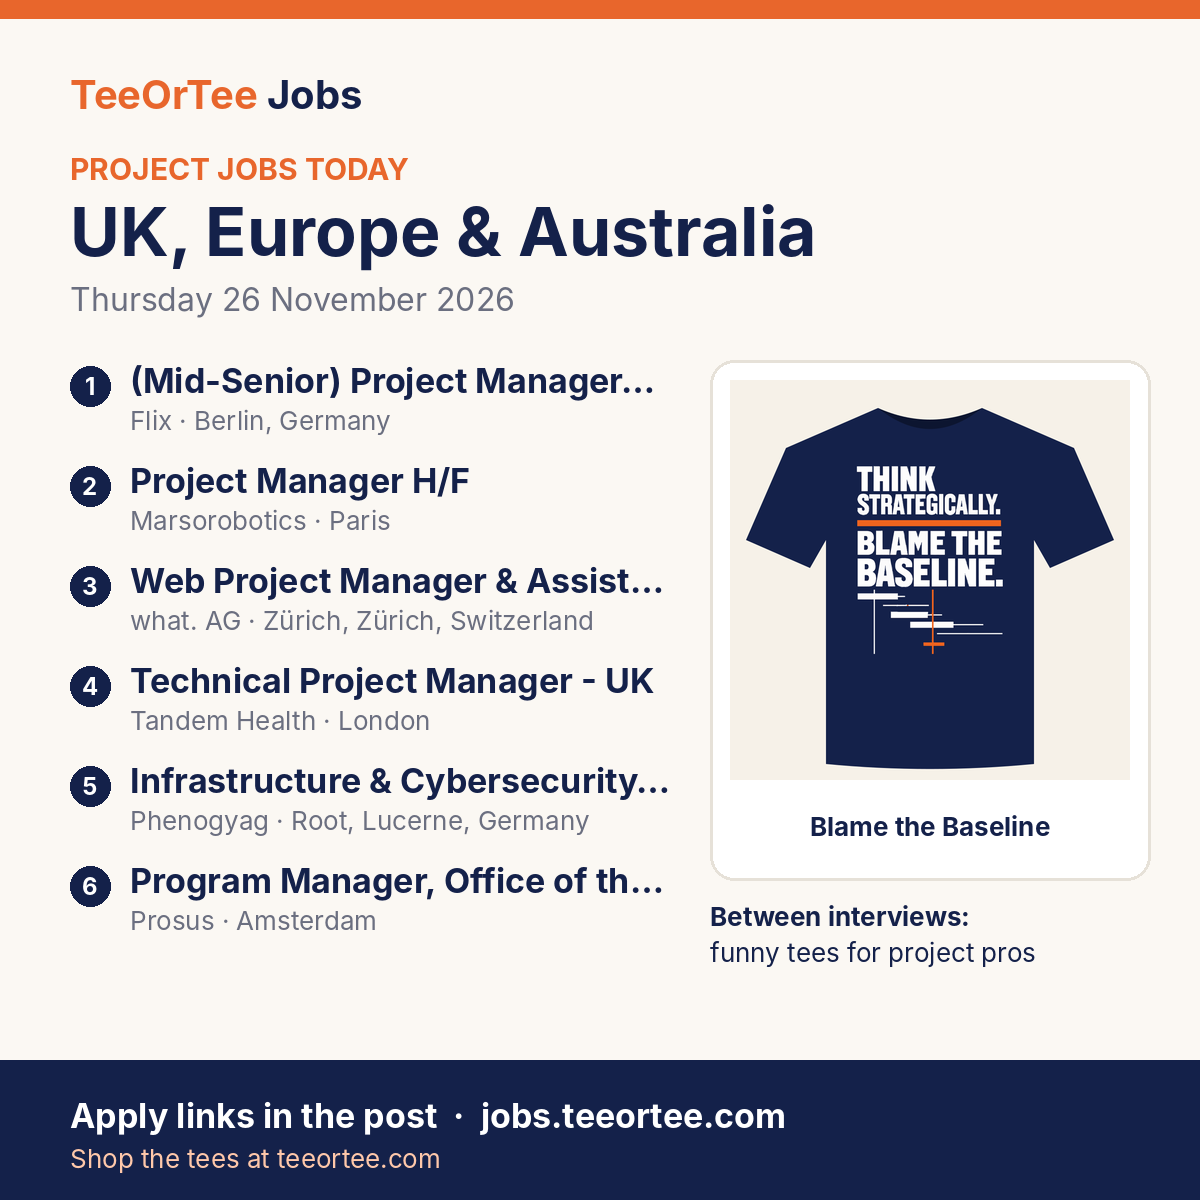 TeeOrTee Jobs
PROJECT JOBS TODAY
UK, Europe & Australia
Thursday 26 November 2026
1 (Mid-Senior) Project Manager...
Flix · Berlin, Germany
2 Project Manager H/F
Marsorobotics · Paris
3 Web Project Manager & Assist...
what. AG · Zürich, Zürich, Switzerland
4 Technical Project Manager - UK
Tandem Health · London
5 Infrastructure & Cybersecurity...
Phenogyag · Root, Lucerne, Germany
6 Program Manager, Office of th...
Prosus · Amsterdam
THINK
STRATEGICALLY.
BLAME THE
BASELINE.
Blame the Baseline
Between interviews:
funny tees for project pros
Apply links in the post · jobs.teeortee.com
Shop the tees at teeortee.com